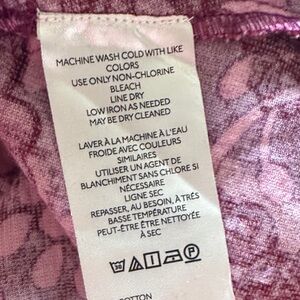 MACHINE WASH COLD WITH LIKE
COLORS
USE ONLY NON-CHLORINE
BLEACH
LINE DRY
LOW IRON AS NEEDED
MAY BE DRY CLEANED
LAVER À LA MACHINE À L'EAU
FROIDE AVEC COULEURS
SIMILAIRES
UTILISER UN AGENT DE
BLANCHIMENT SANS CHLORE SI
NÉCESSAIRE
LIGNE SEC
REPASSER, AU BESOIN, À TRÈS
BASSE TEMPÉRATURE
PEUT-ÊTRE ÊTRE NETTOYÉE
À SEC
COTTON